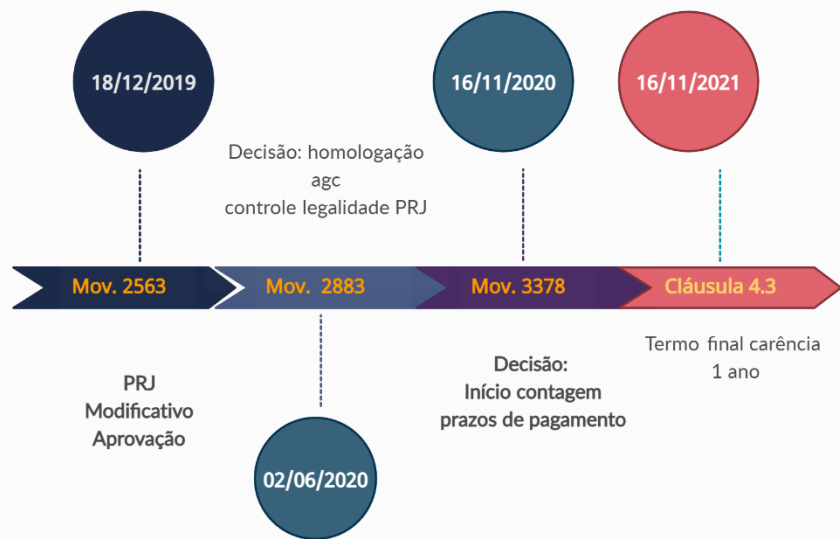 18/12/2019
16/11/2020
16/11/2021
Decisão: homologação
agc
controle legalidade PRJ
Mov. 2563
Mov. 2883
Mov. 3378
Cláusula 4.3
PRJ
Modificativo
Aprovação
Decisão:
Início contagem
prazos de pagamento
Termo final carência
1 ano
02/06/2020